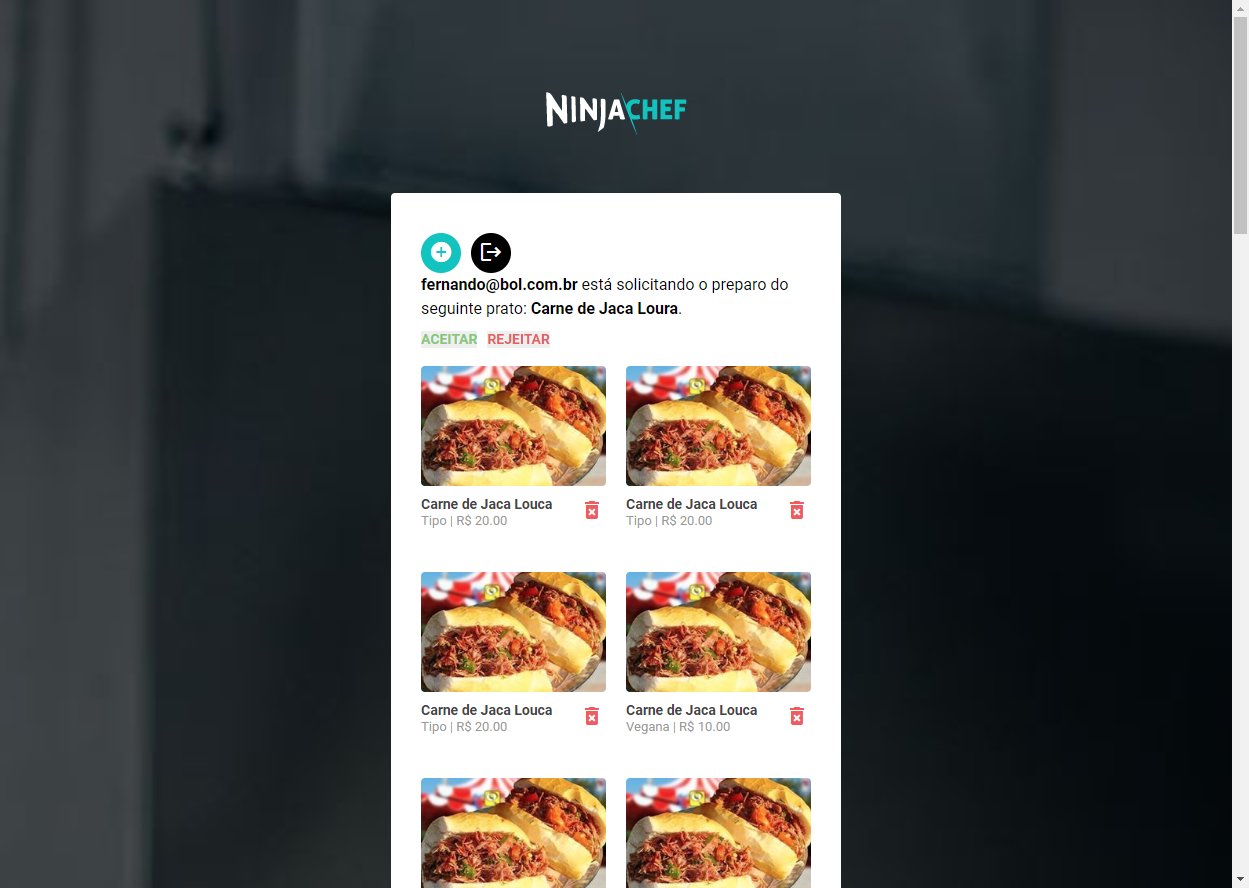 NINJACHEF
fernando@bol.com.br está solicitando o preparo do
seguinte prato: Carne de Jaca Loura.
ACEITAR REJEITAR
Carne de Jaca Louca
Tipo | R$ 20.00
Carne de Jaca Louca
Tipo | R$ 20.00
Carne de Jaca Louca
Tipo | R$ 20.00
Carne de Jaca Louca
Vegana | R$ 10.00